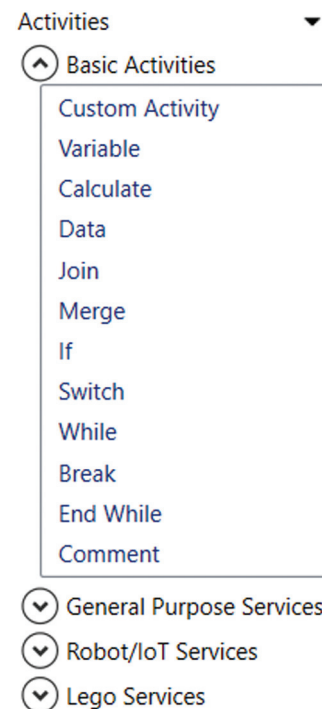 Activities
Basic Activities
Custom Activity
Variable
Calculate
Data
Join
Merge
If
Switch
While
Break
End While
Comment
General Purpose Services
Robot/IoT Services
Lego Services